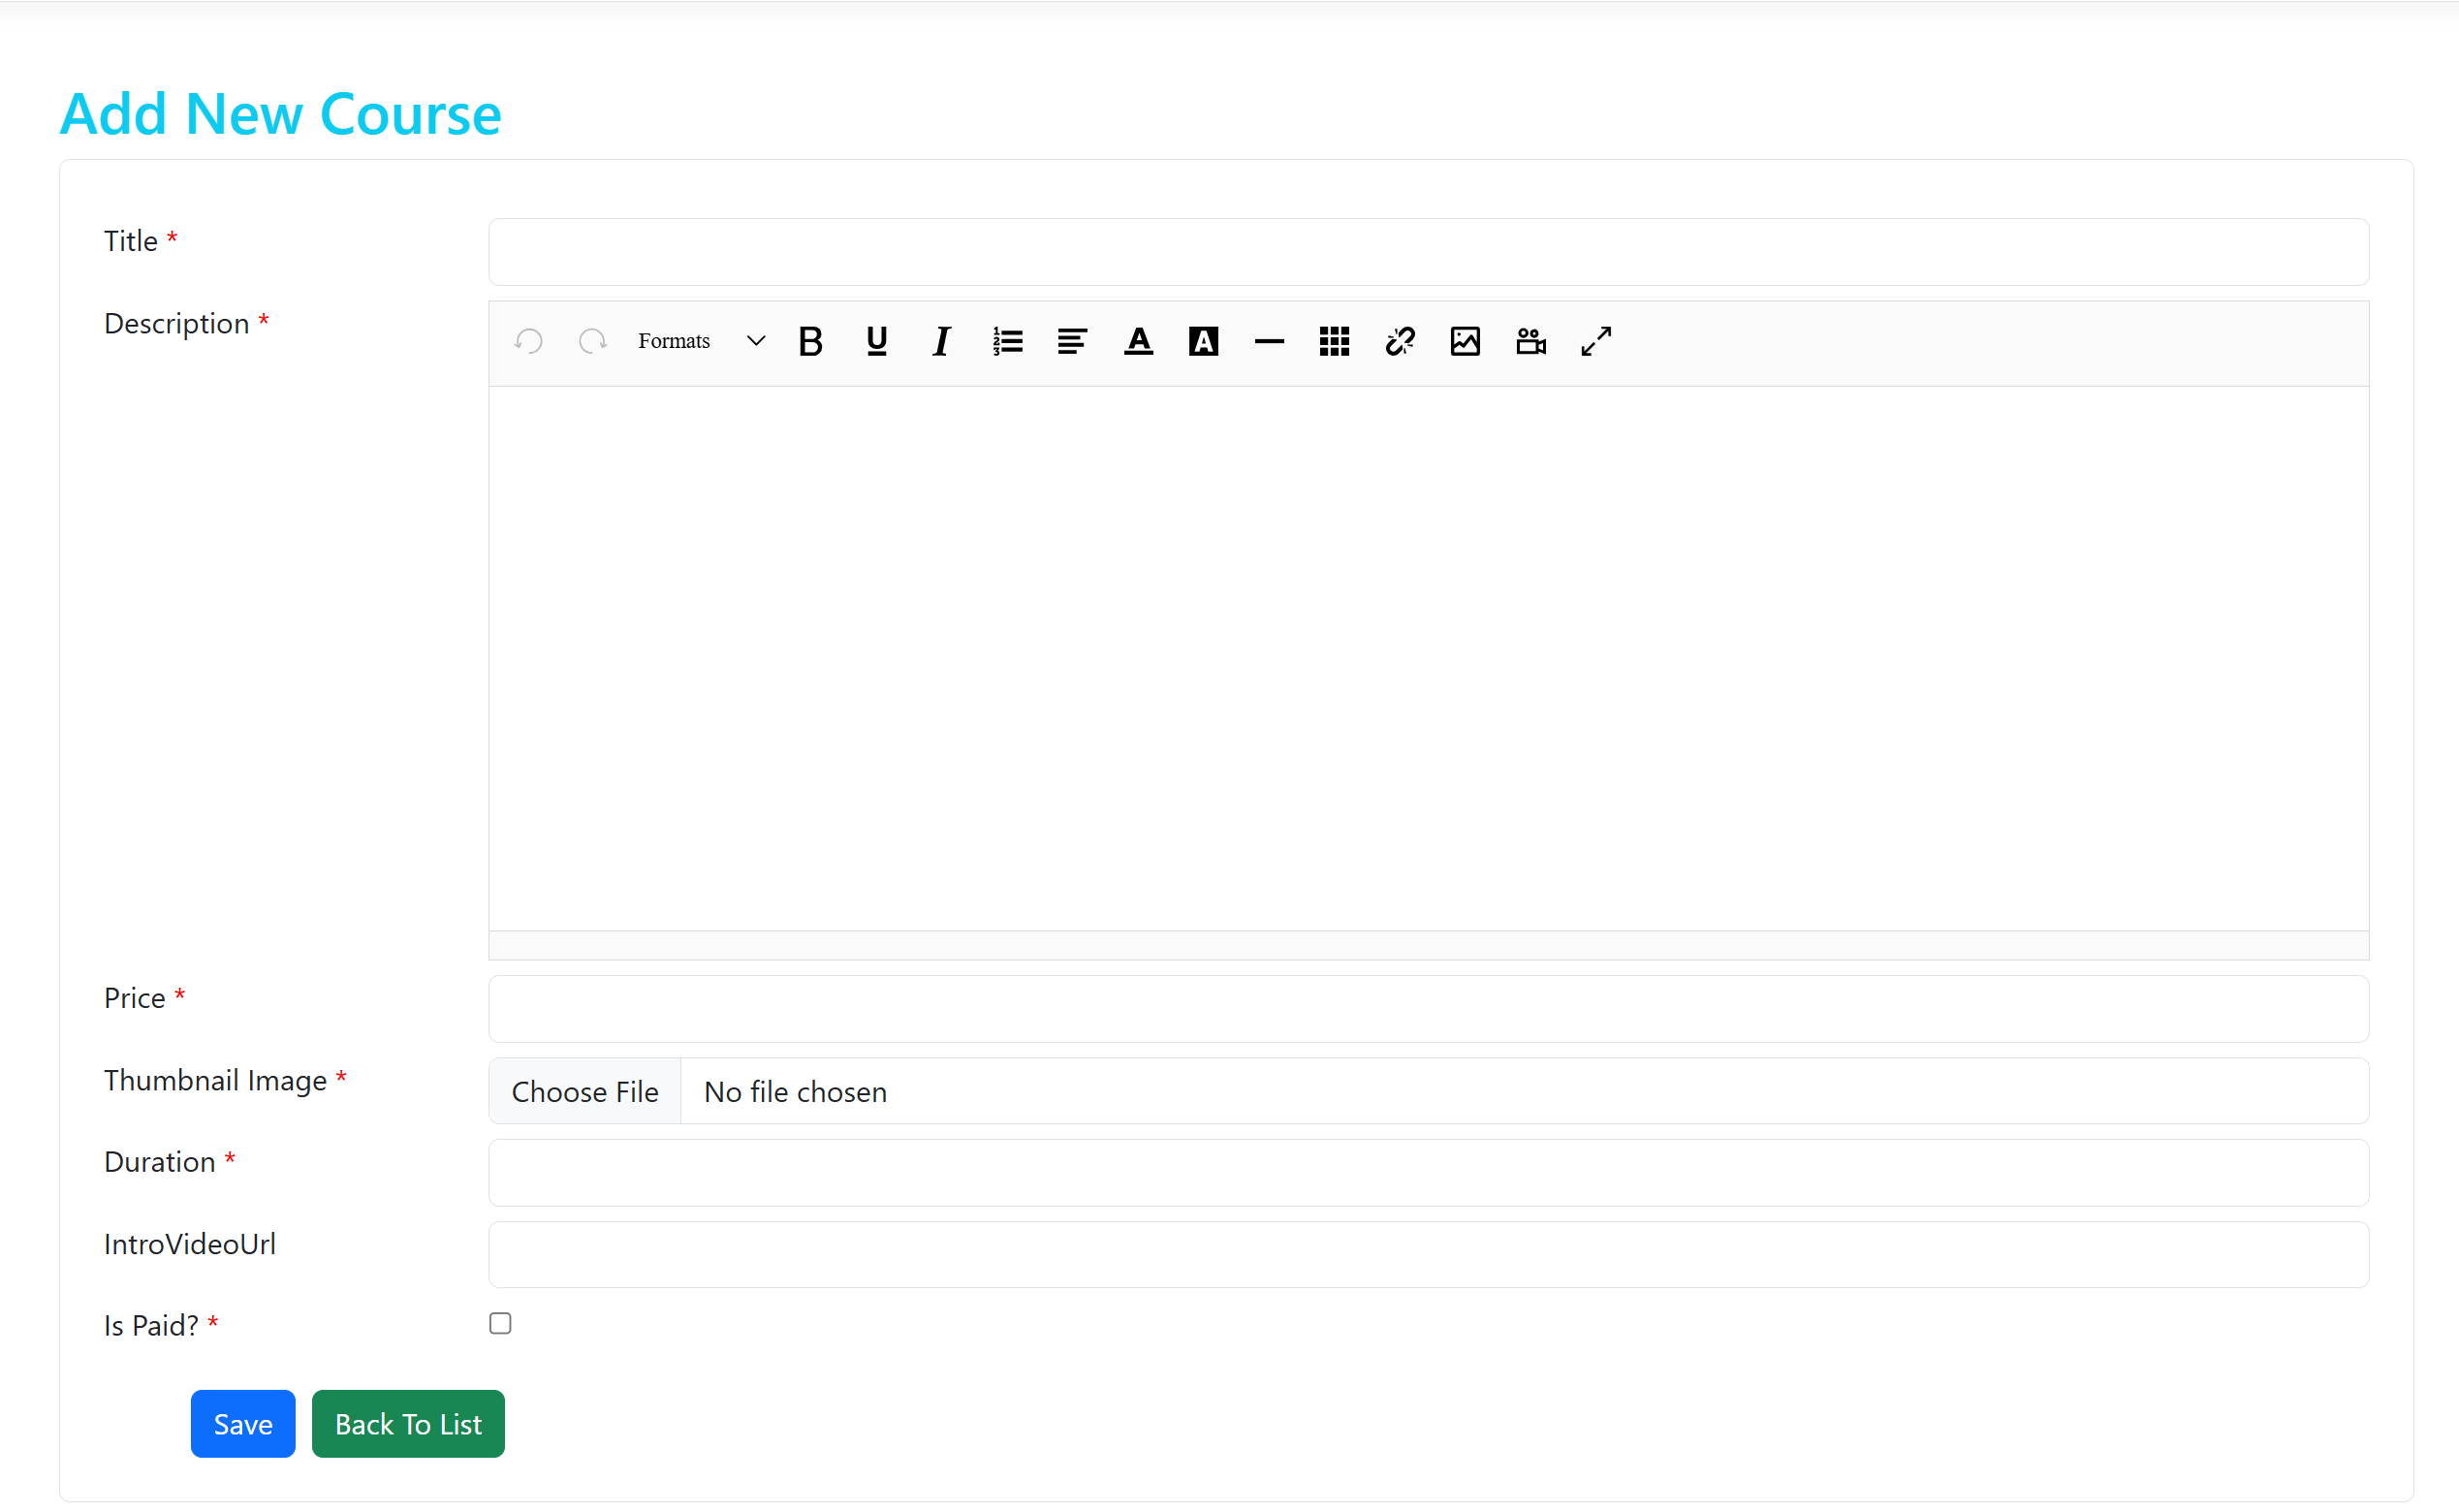 Add New Course
Title *
Description *
Formats
Price *
Thumbnail Image *
Choose File No file chosen
Duration *
IntroVideoUrl
Is Paid? *
Save Back To List